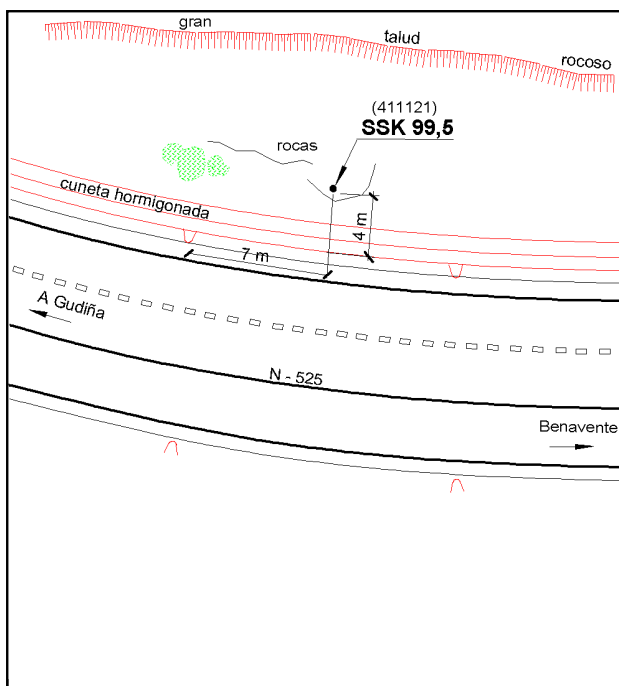 gran
talud
rocoso
(411121)
SSK 99,5
rocas
cuneta hormigonada
4 m
7 m
A Gudiña
N - 525
Benavente